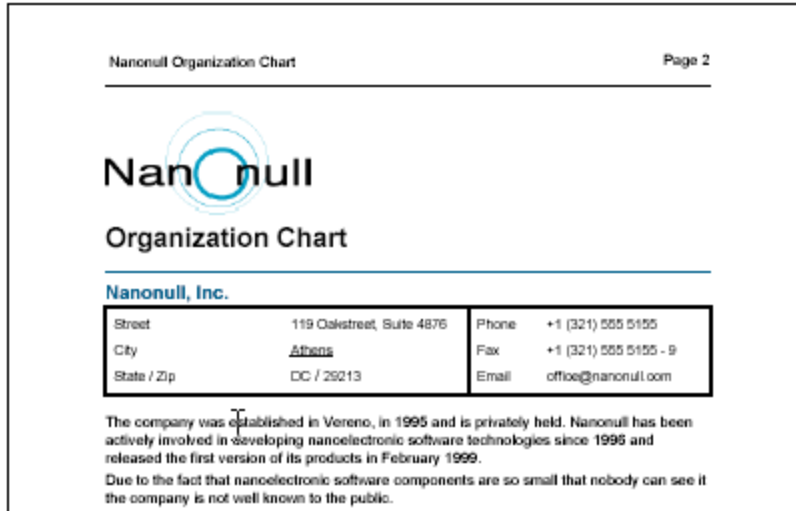 Nanonull Organization Chart Page 2
Nanonull
Organization Chart
Nanonull, Inc.
Street 119 Oakstreet, Suite 4876 Phone +1 (321) 555 5155
City Athens Fax +1 (321) 555 5155 - 9
State / Zip DC / 29213 Email office@nanonull.com
The company was established in Vereno, in 1995 and is privately held. Nanonull has been
actively involved in developing nanoelectronic software technologies since 1996 and
released the first version of its products in February 1999.
Due to the fact that nanoelectronic software components are so small that nobody can see it
the company is not well known to the public.